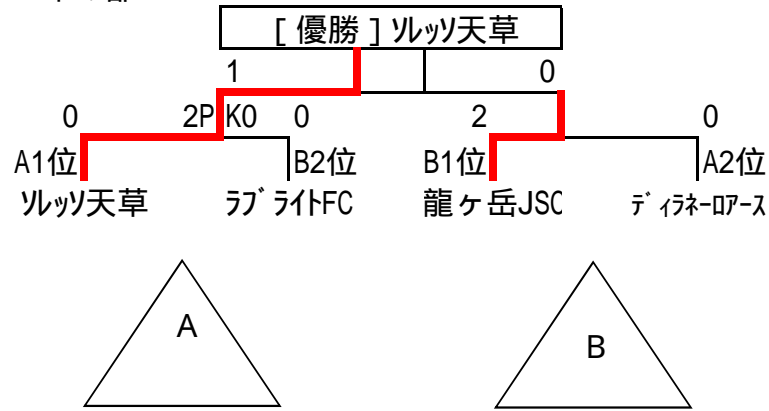 [ 優勝 ] ソルッソ天草
1 0
0 2PK0 0 2 0
A1位 B2位 B1位 A2位
ソルッソ天草 ラブライトFC 龍ヶ岳JSC ディラネーロアース
A B